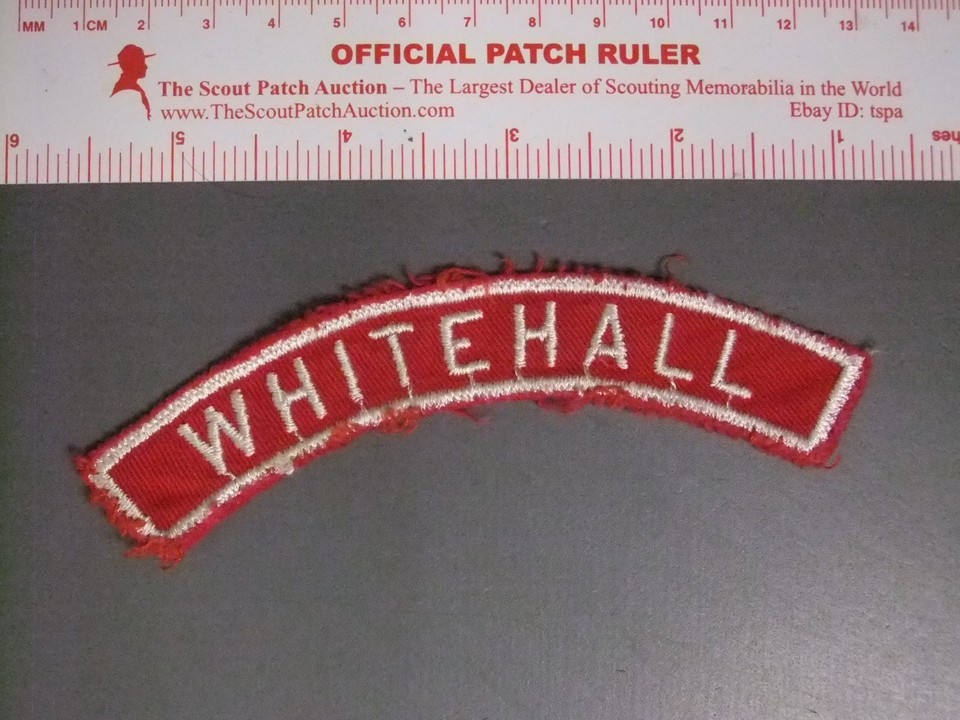 MM 1 CM 2 3 4 5 6 7 8 9 10 11 12 13 14
OFFICIAL PATCH RULER
The Scout Patch Auction – The Largest Dealer of Scouting Memorabilia in the World
www.TheScoutPatchAuction.com Ebay ID: tspa
6 5 4 3 2 1 hes
WHITEHALL